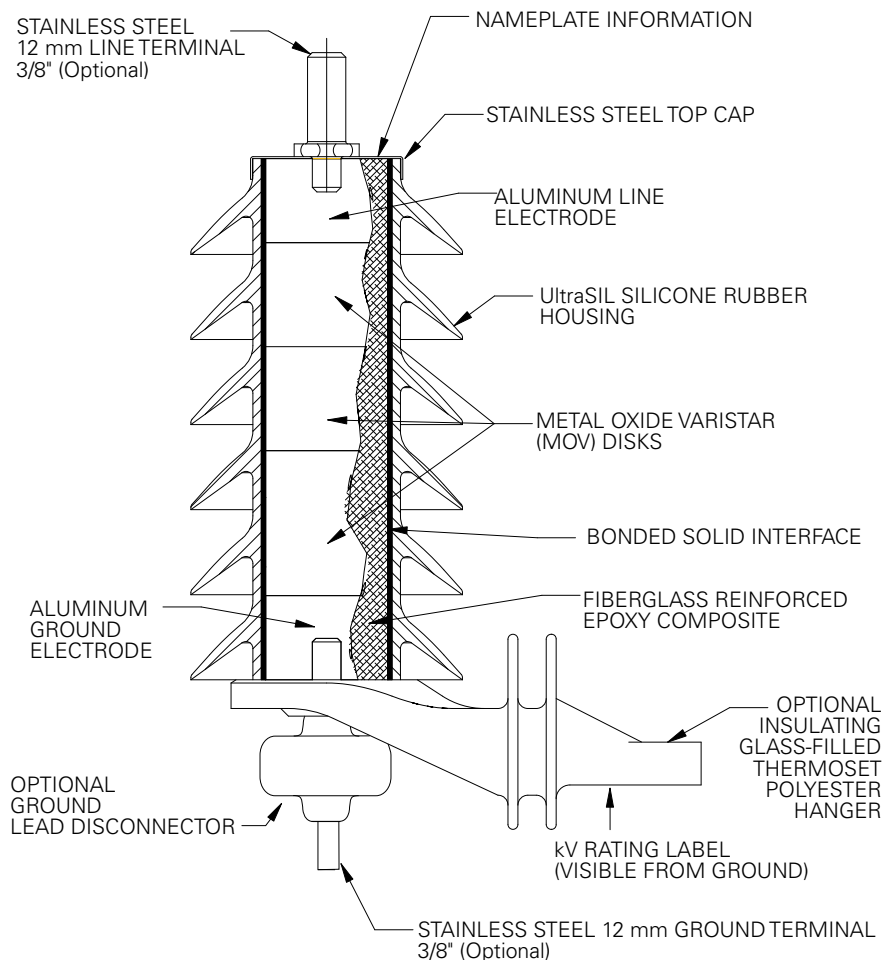 STAINLESS STEEL
12 mm LINE TERMINAL
3/8" (Optional)
NAMEPLATE INFORMATION
STAINLESS STEEL TOP CAP
ALUMINUM LINE
ELECTRODE
UltraSIL SILICONE RUBBER
HOUSING
METAL OXIDE VARISTAR
(MOV) DISKS
BONDED SOLID INTERFACE
ALUMINUM
GROUND
ELECTRODE
FIBERGLASS REINFORCED
EPOXY COMPOSITE
OPTIONAL
INSULATING
GLASS-FILLED
THERMOSET
POLYESTER
HANGER
OPTIONAL
GROUND
LEAD DISCONNECTOR
kV RATING LABEL
(VISIBLE FROM GROUND)
STAINLESS STEEL 12 mm GROUND TERMINAL
3/8" (Optional)